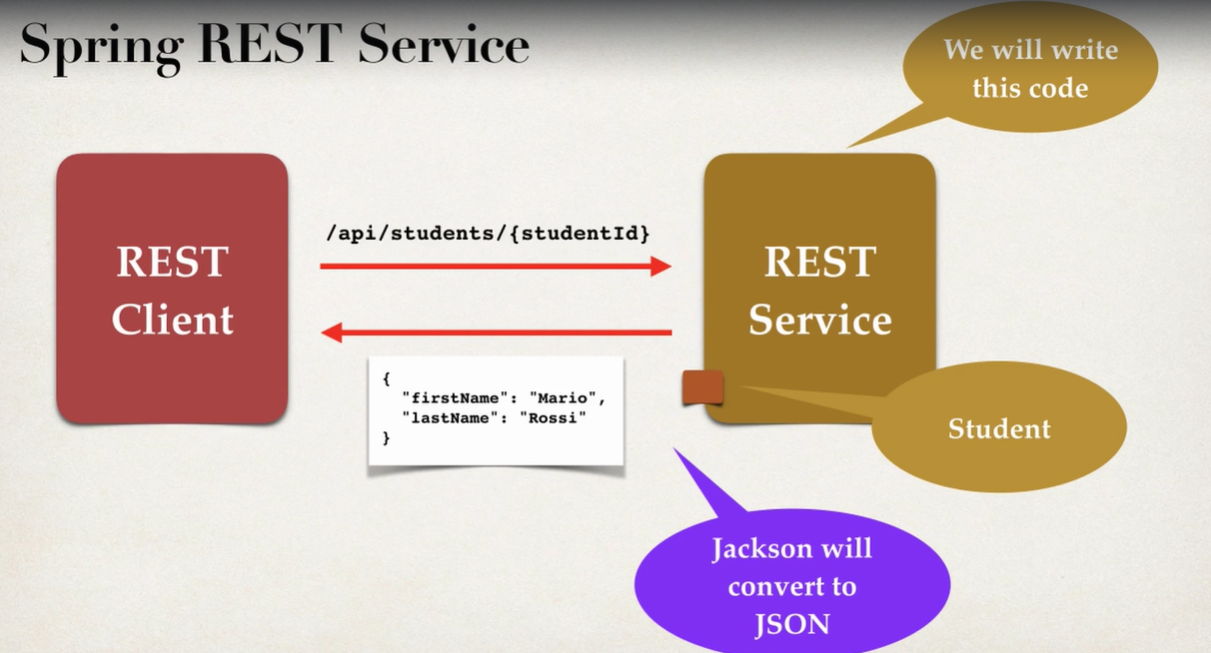 Spring REST Service
We will write
this code
REST
Client
/api/students/{studentId}
REST
Service
{
"firstName": "Mario",
"lastName": "Rossi"
}
Student
Jackson will
convert to
JSON